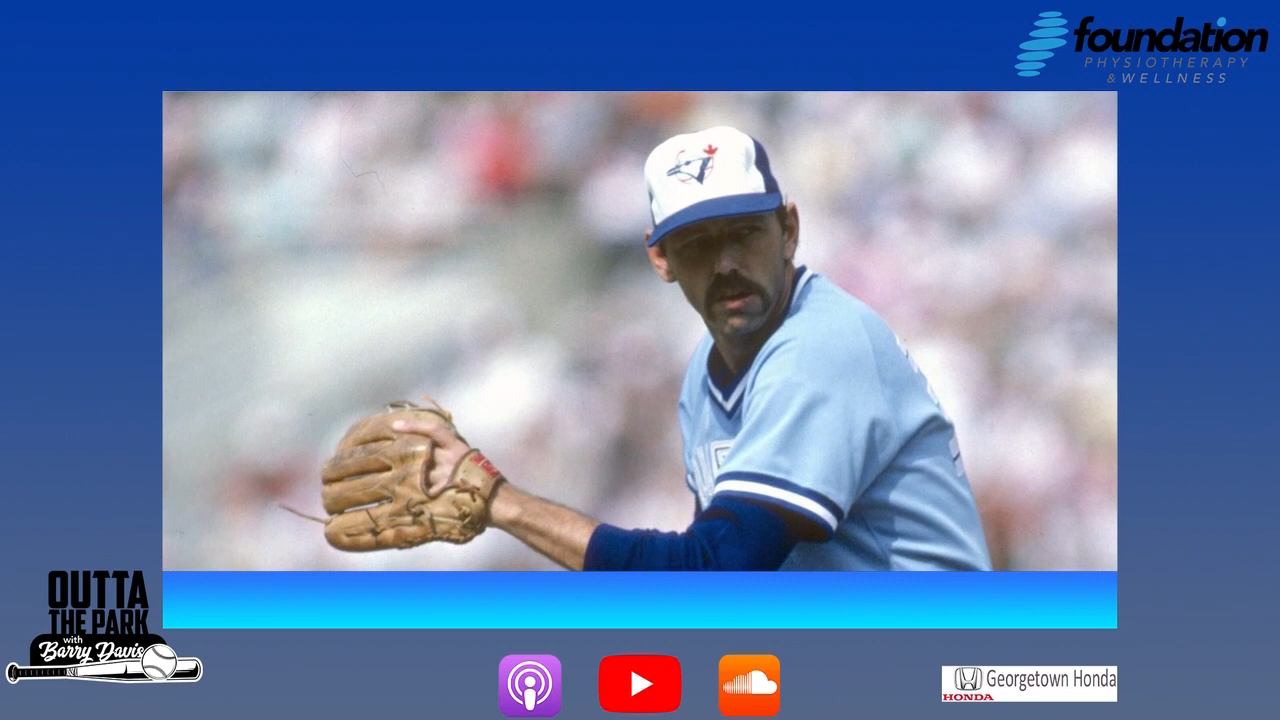 foundation
PHYSIOTHERAPY
& WELLNESS
OUTTA
THE PARK
with
Barry Davis
Georgetown Honda
HONDA